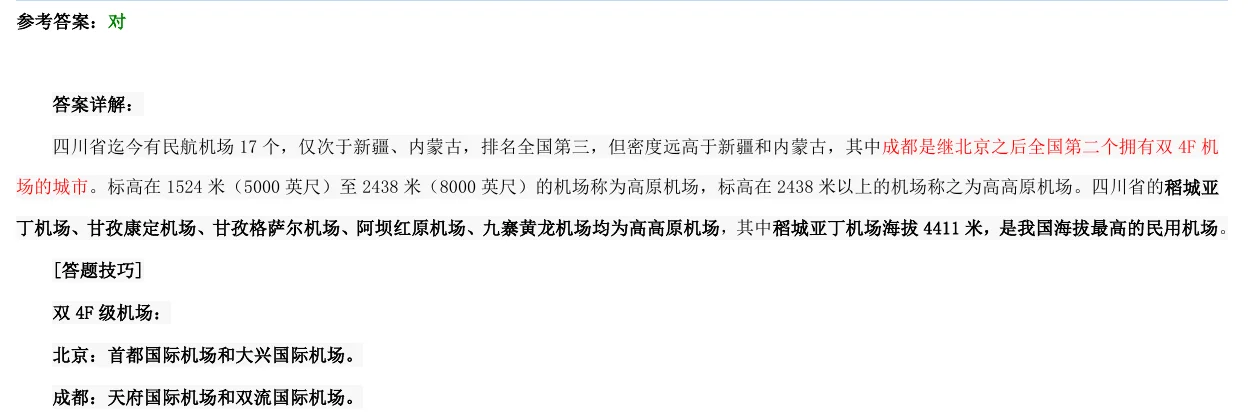 参考答案：对
答案详解：
四川省迄今有民航机场 17 个，仅次于新疆、内蒙古，排名全国第三，但密度远高于新疆和内蒙古，其中成都是继北京之后全国第二个拥有双 4F 机
场的城市。标高在 1524 米（5000 英尺）至 2438 米（8000 英尺）的机场称为高原机场，标高在 2438 米以上的机场称之为高高原机场。四川省的稻城亚
丁机场、甘孜康定机场、甘孜格萨尔机场、阿坝红原机场、九寨黄龙机场均为高高原机场，其中稻城亚丁机场海拔 4411 米，是我国海拔最高的民用机场。
[答题技巧]
双 4F 级机场：
北京：首都国际机场和大兴国际机场。
成都：天府国际机场和双流国际机场。